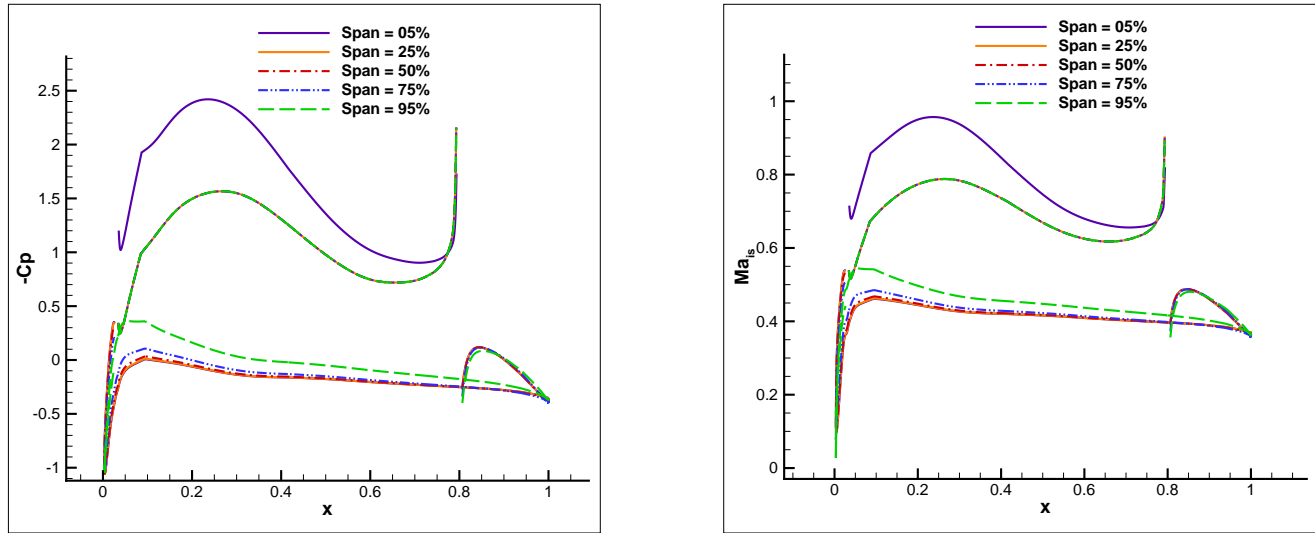 Span = 05%
Span = 25%
Span = 50%
Span = 75%
Span = 95%
-Cp
2.5
2
1.5
1
0.5
0
-0.5
-1
0 0.2 0.4 0.6 0.8 1
x
Span = 05%
Span = 25%
Span = 50%
Span = 75%
Span = 95%
Ma_is
1
0.8
0.6
0.4
0.2
0
0 0.2 0.4 0.6 0.8 1
x